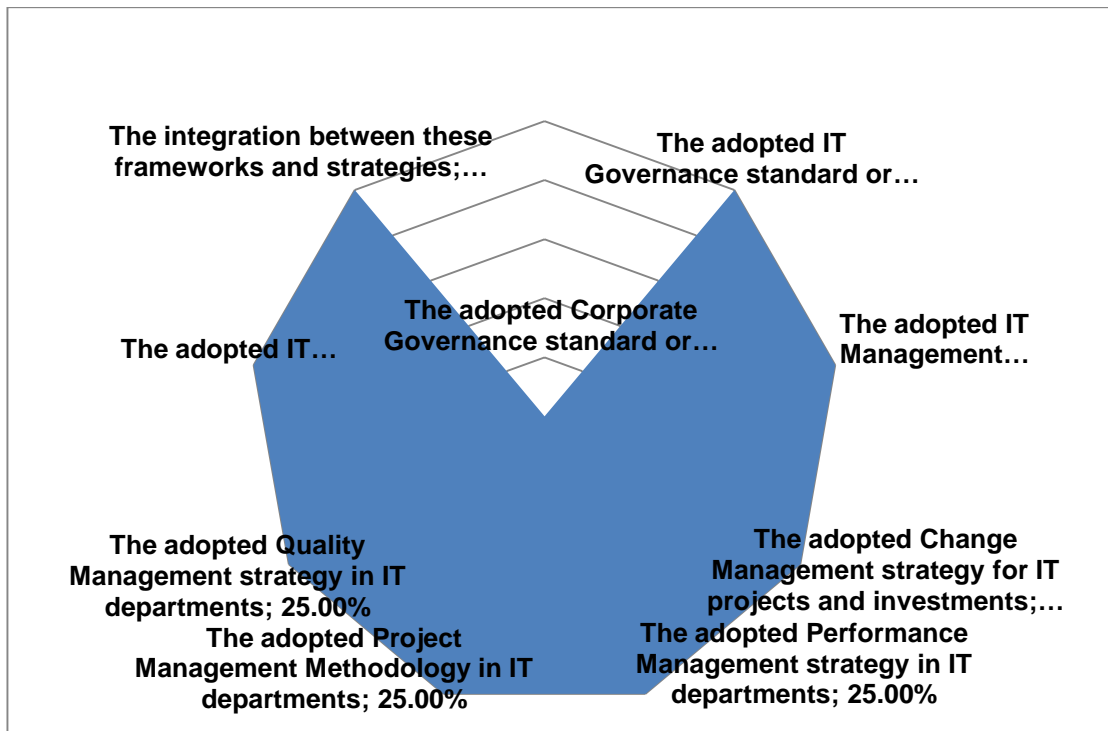 The integration between these
frameworks and strategies;…
The adopted IT
Governance standard or…
The adopted Corporate
Governance standard or…
The adopted IT
Management…
The adopted IT…
The adopted Quality
Management strategy in IT
departments; 25.00%
The adopted Change
Management strategy for IT
projects and investments;…
The adopted Project
Management Methodology in IT
departments; 25.00%
The adopted Performance
Management strategy in IT
departments; 25.00%